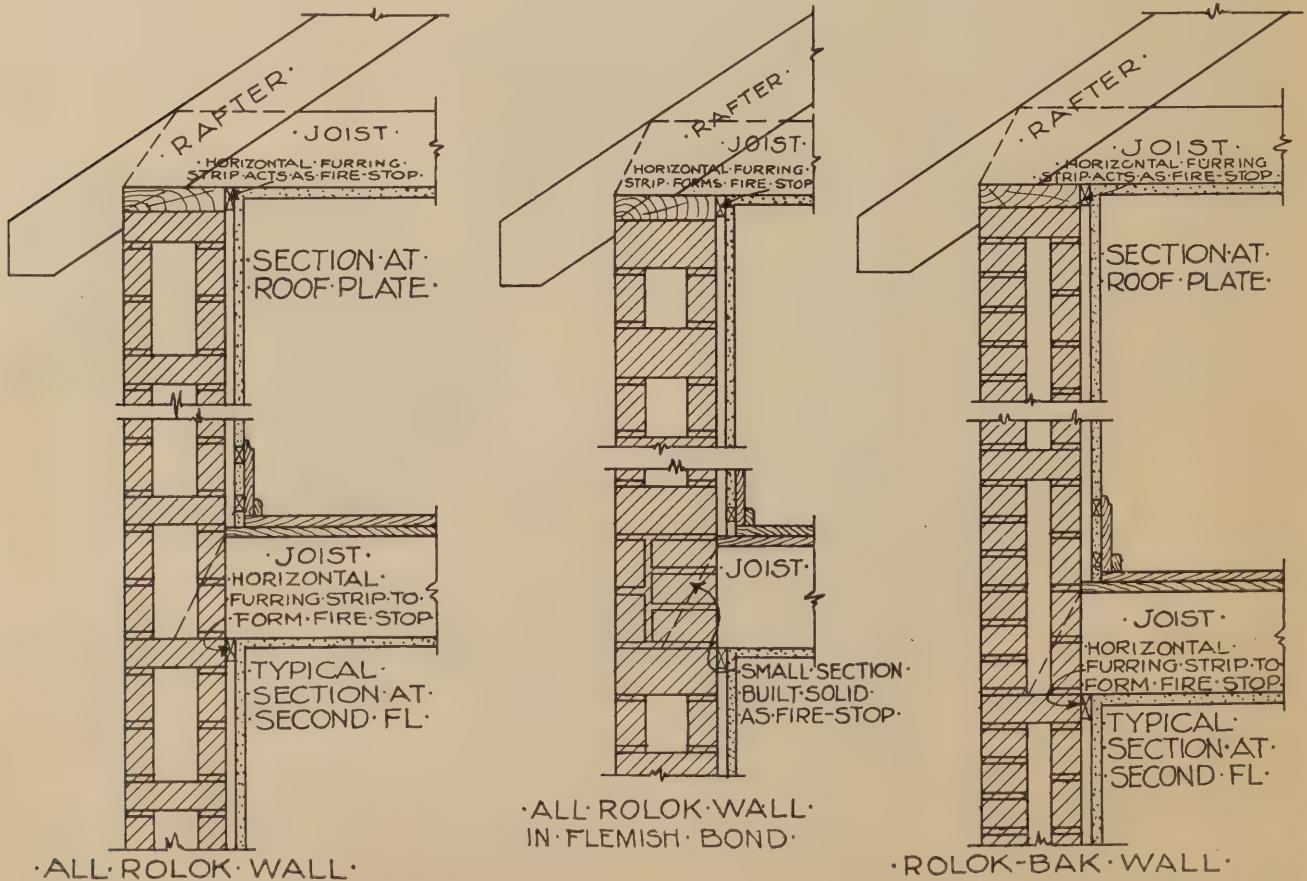 ·RAFTER·
·JOIST·
·HORIZONTAL·FURRING·
STRIP·ACTS·AS·FIRE·STOP·
·SECTION·AT·
ROOF·PLATE·
·JOIST·
·HORIZONTAL·
·FURRING·STRIP·TO·
·FORM·FIRE·STOP·
·TYPICAL·
SECTION·AT·
SECOND·FL·
·ALL·ROLOK·WALL·
·RAFTER·
·JOIST·
HORIZONTAL·FURRING·
STRIP·FORMS·FIRE·STOP
·JOIST·
·SMALL·SECTION·
BUILT·SOLID·
·AS·FIRE-STOP·
·ALL·ROLOK·WALL·
IN·FLEMISH·BOND·
·RAFTER·
·JOIST·
·HORIZONTAL·FURRING
STRIP·ACTS·AS·FIRE·STOP·
·SECTION·AT·
ROOF·PLATE·
·JOIST·
·HORIZONTAL·
FURRING·STRIP·TO·
FORM·FIRE·STOP·
·TYPICAL·
·SECTION·AT·
·SECOND·FL·
·ROLOK-BAK·WALL·